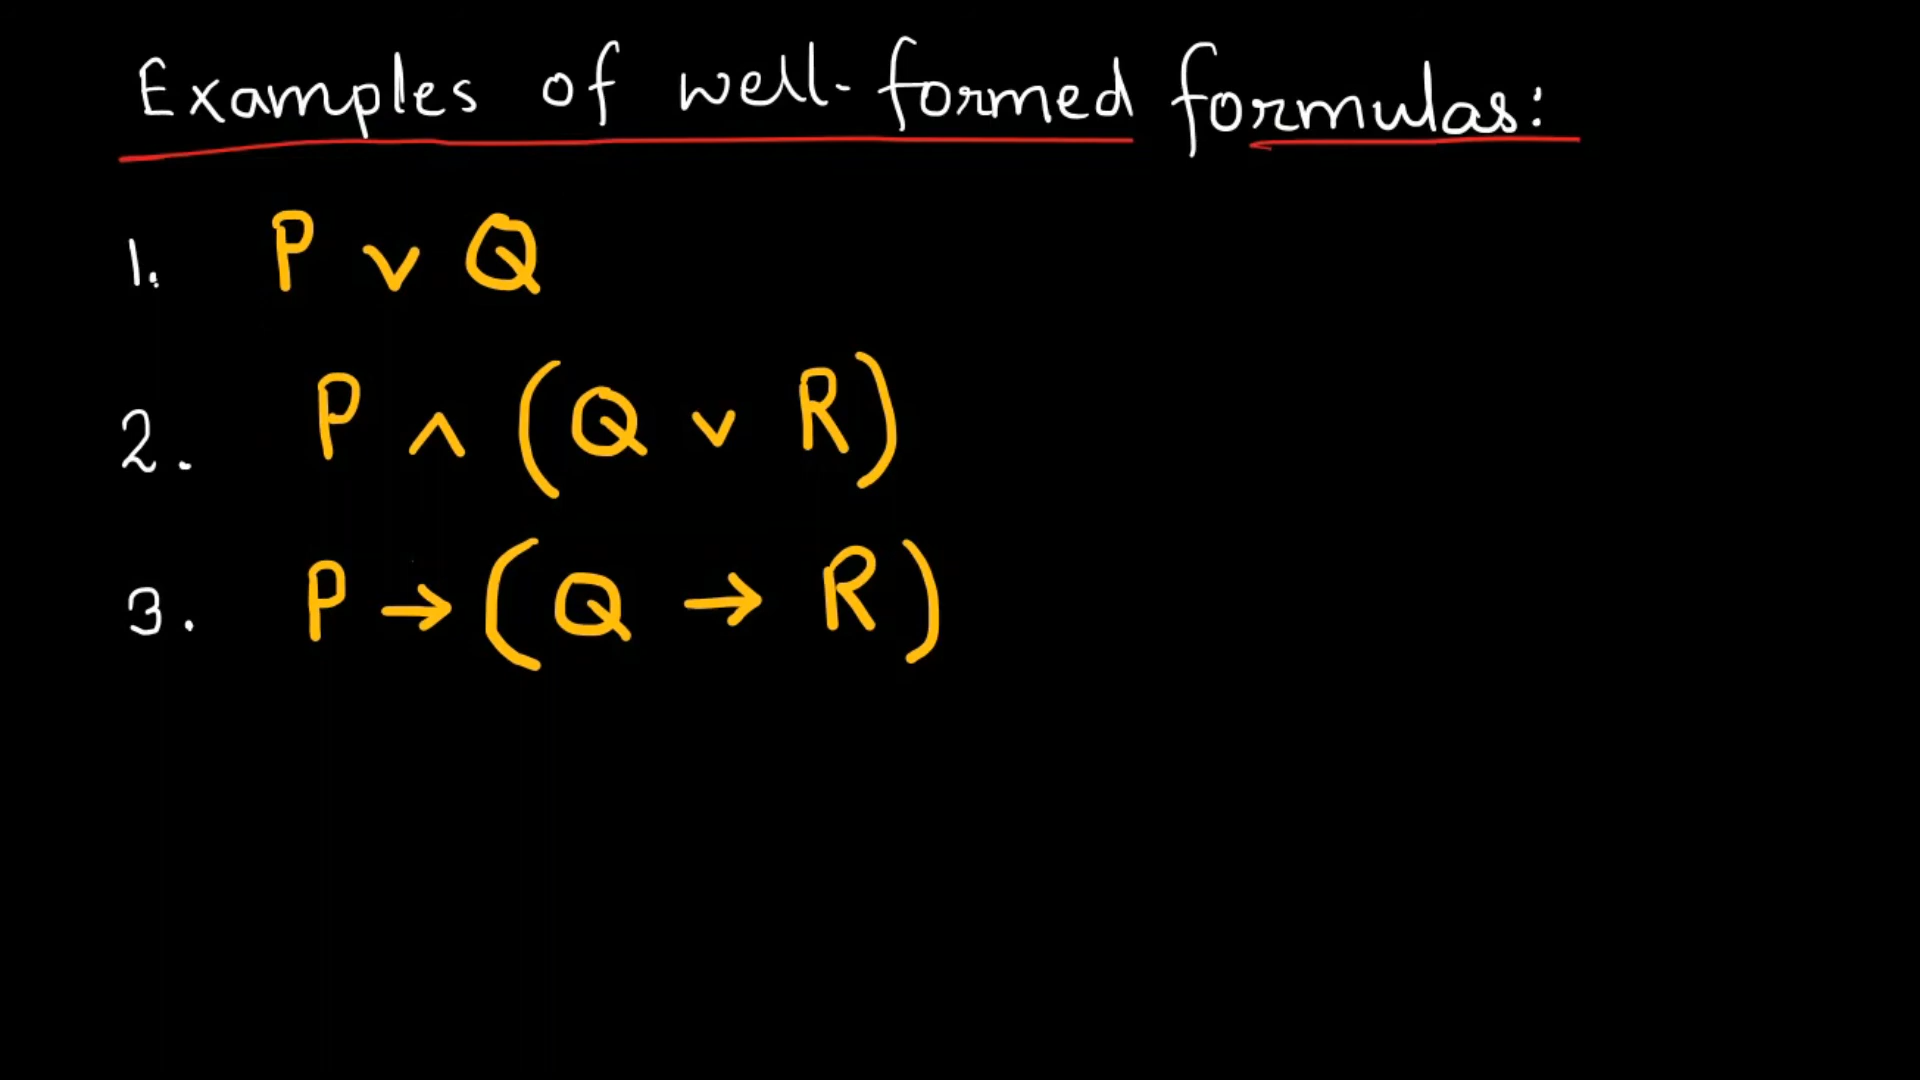 Examples of well-formed formulas:
1. P ∨ Q
2. P ∧ (Q ∨ R)
3. P → (Q → R)